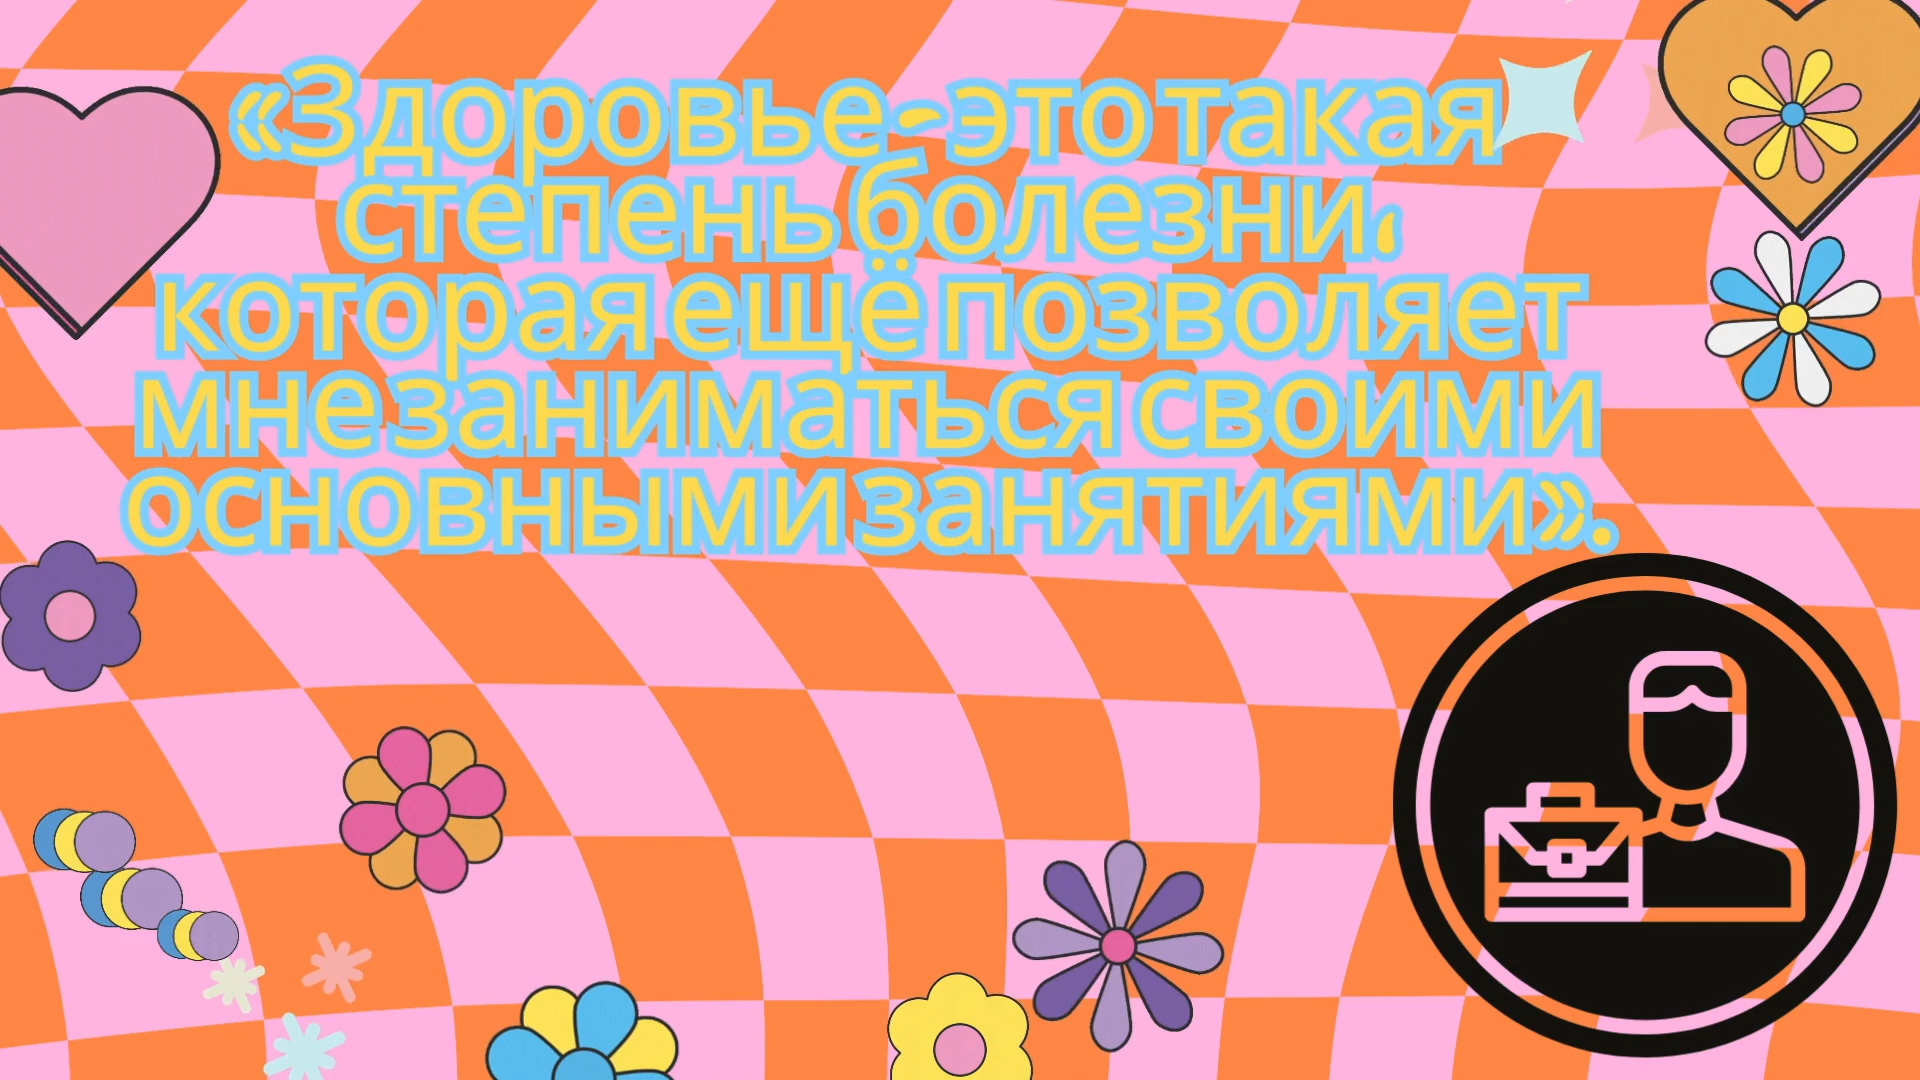 «Здоровье - это такая
степень болезни,
которая ещё позволяет
мне заниматься своими
основными занятиями».